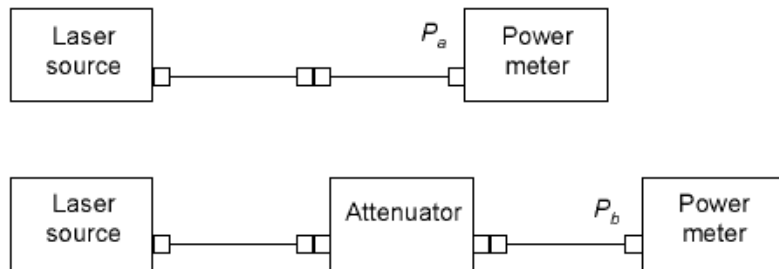 Laser
source
P_a
Power
meter
Laser
source
Attenuator
P_b
Power
meter